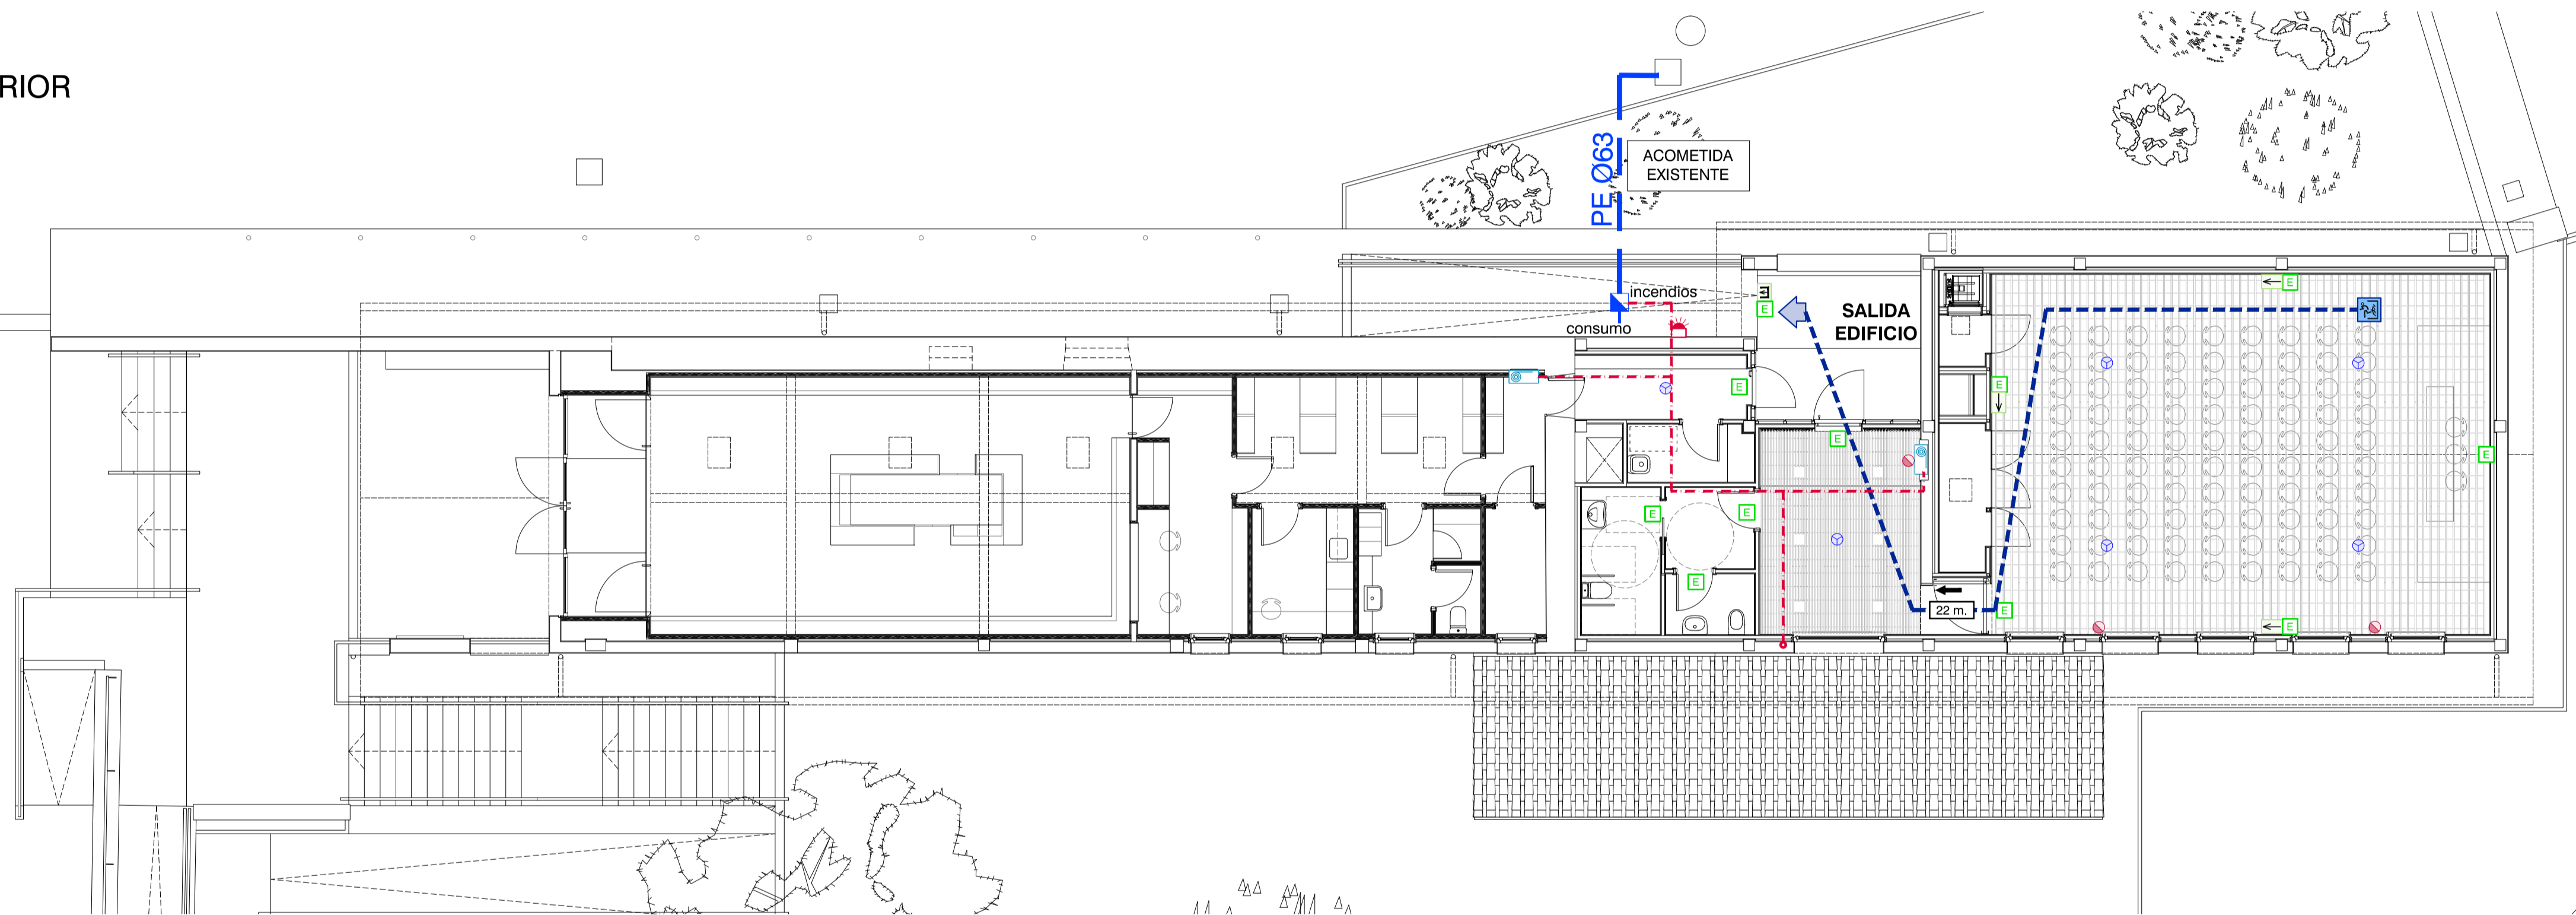 RIOR
PE Ø63
ACOMETIDA
EXISTENTE
incendios
consumo
SALIDA
EDIFICIO
E
E
E
E
E
E
E
E
E
E
22 m.
E
E